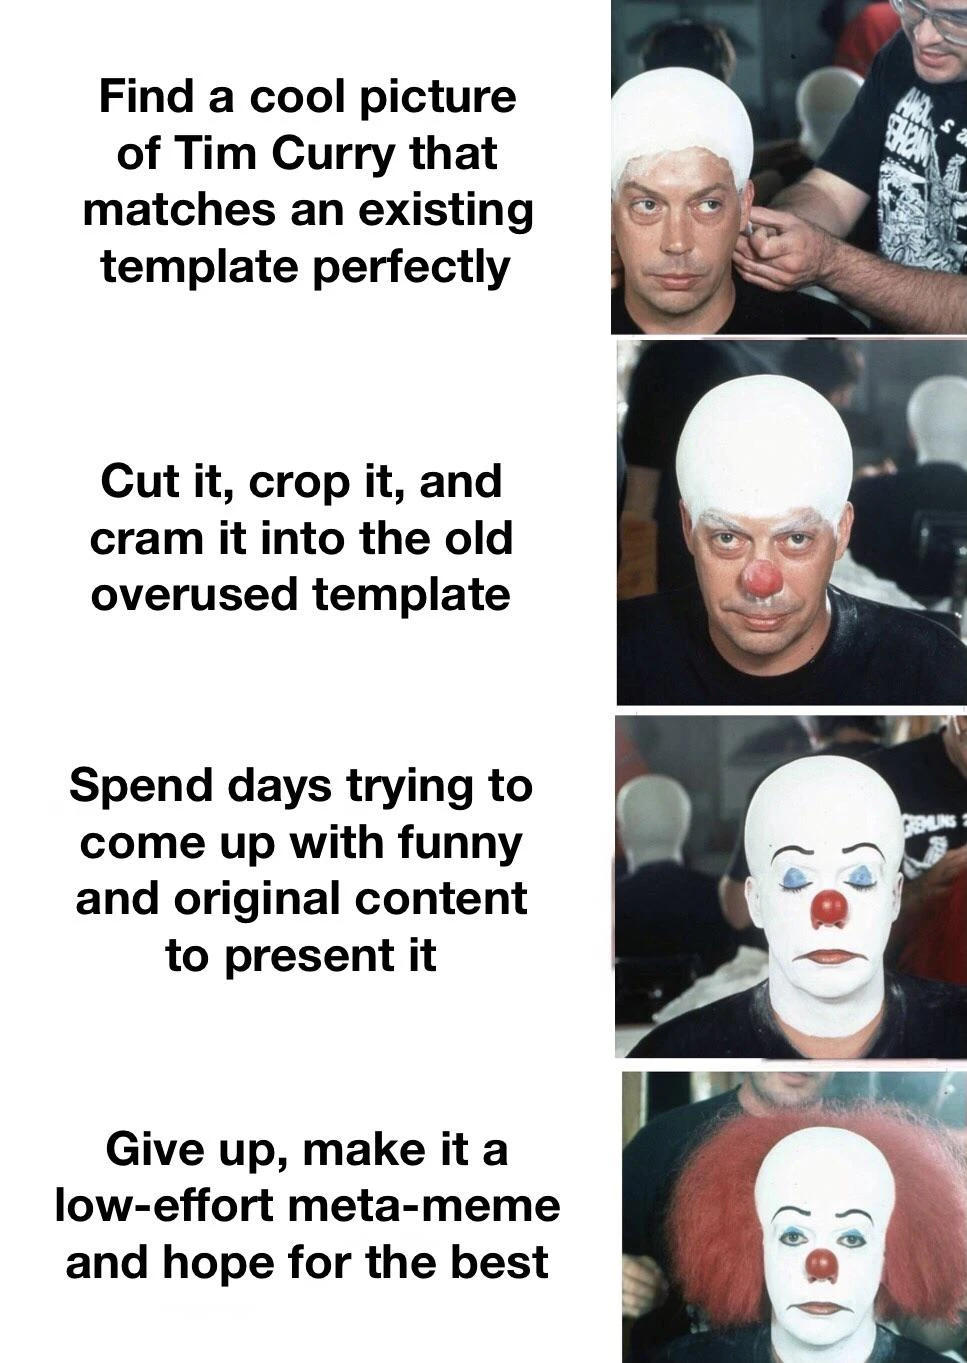 Find a cool picture
of Tim Curry that
matches an existing
template perfectly
Cut it, crop it, and
cram it into the old
overused template
Spend days trying to
come up with funny
and original content
to present it
GREMLINS 2
Give up, make it a
low-effort meta-meme
and hope for the best